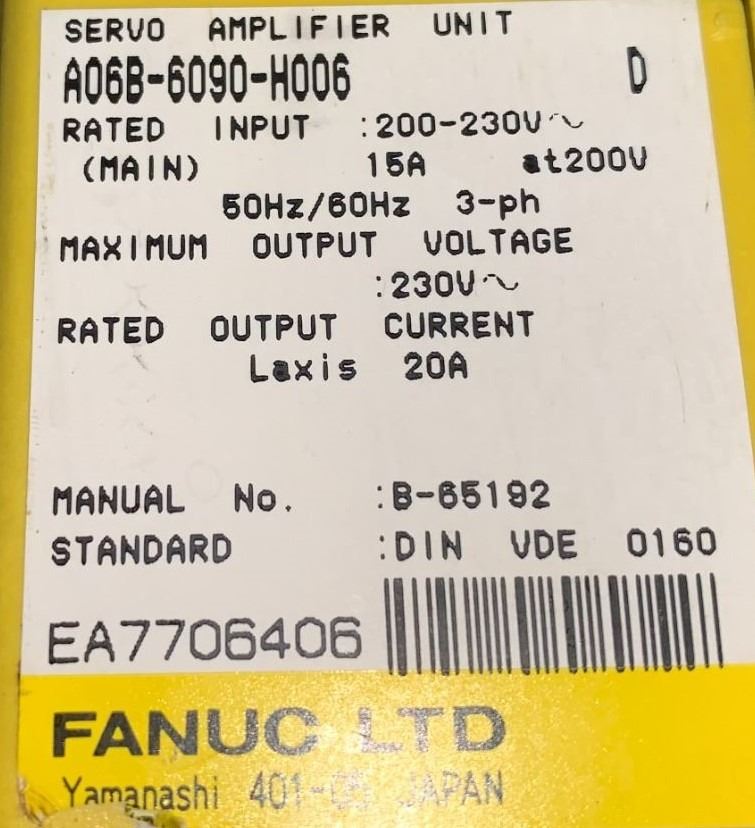 SERVO AMPLIFIER UNIT
A06B-6090-H006 D
RATED INPUT :200-230V~
(MAIN) 15A at200V
50Hz/60Hz 3-ph
MAXIMUM OUTPUT VOLTAGE
:230V~
RATED OUTPUT CURRENT
Laxis 20A
MANUAL No. :B-65192
STANDARD :DIN VDE 0160
EA7706406
FANUC LTD
Yamanashi 401-05 JAPAN